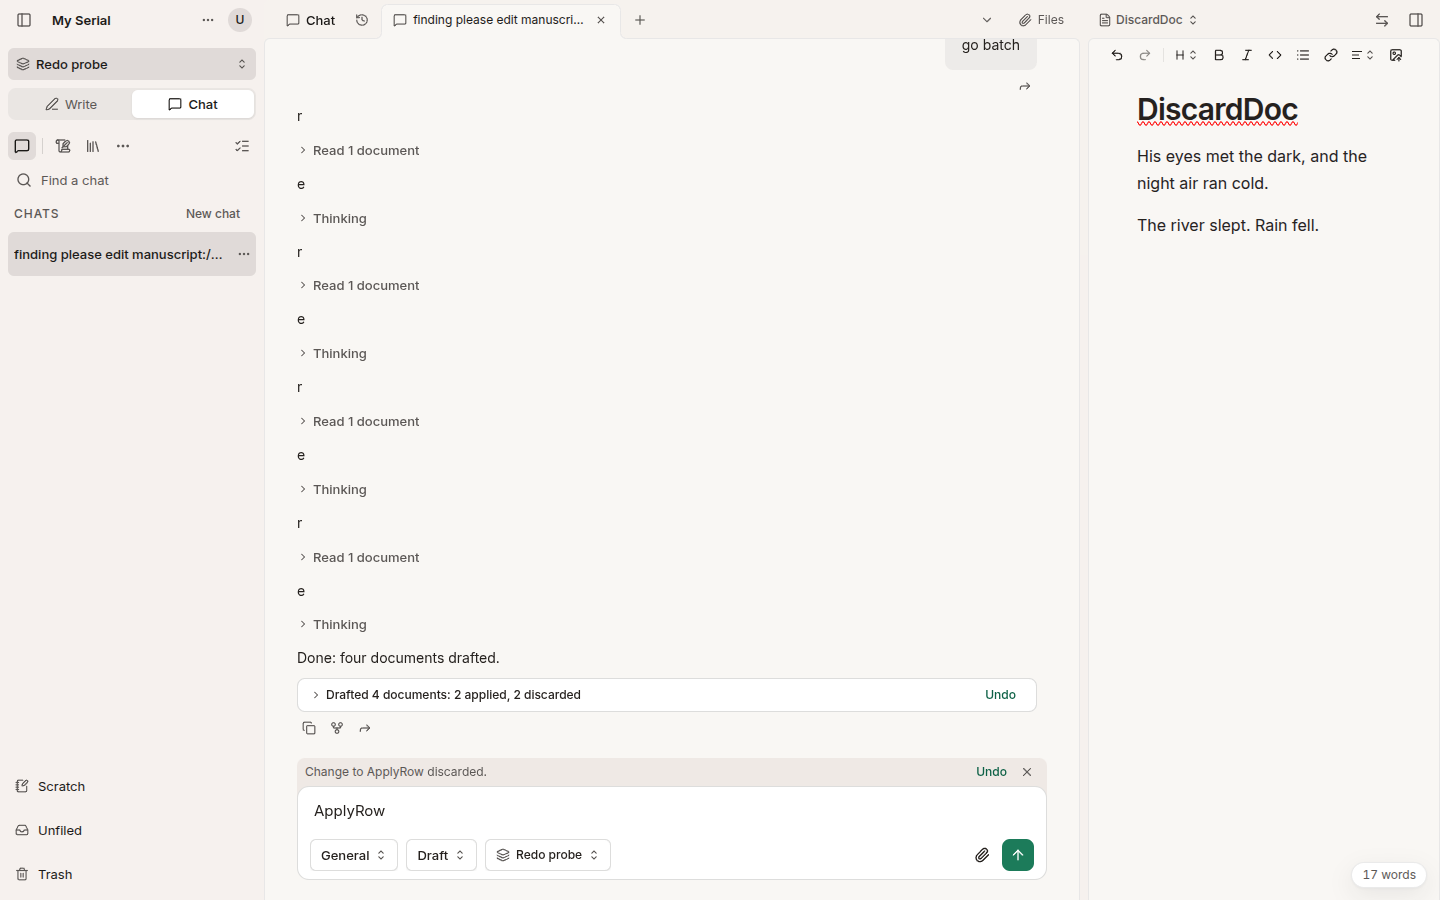 My Serial
U
Redo probe
Write
Chat
Find a chat
CHATS
New chat
finding please edit manuscript:/...
Scratch
Unfiled
Trash
Chat
finding please edit manuscri...
Files
go batch
r
Read 1 document
e
Thinking
r
Read 1 document
e
Thinking
r
Read 1 document
e
Thinking
r
Read 1 document
e
Thinking
Done: four documents drafted.
Drafted 4 documents: 2 applied, 2 discarded
Undo
Change to ApplyRow discarded.
Undo
ApplyRow
General
Draft
Redo probe
DiscardDoc
H
B
I
DiscardDoc
His eyes met the dark, and the
night air ran cold.
The river slept. Rain fell.
17 words